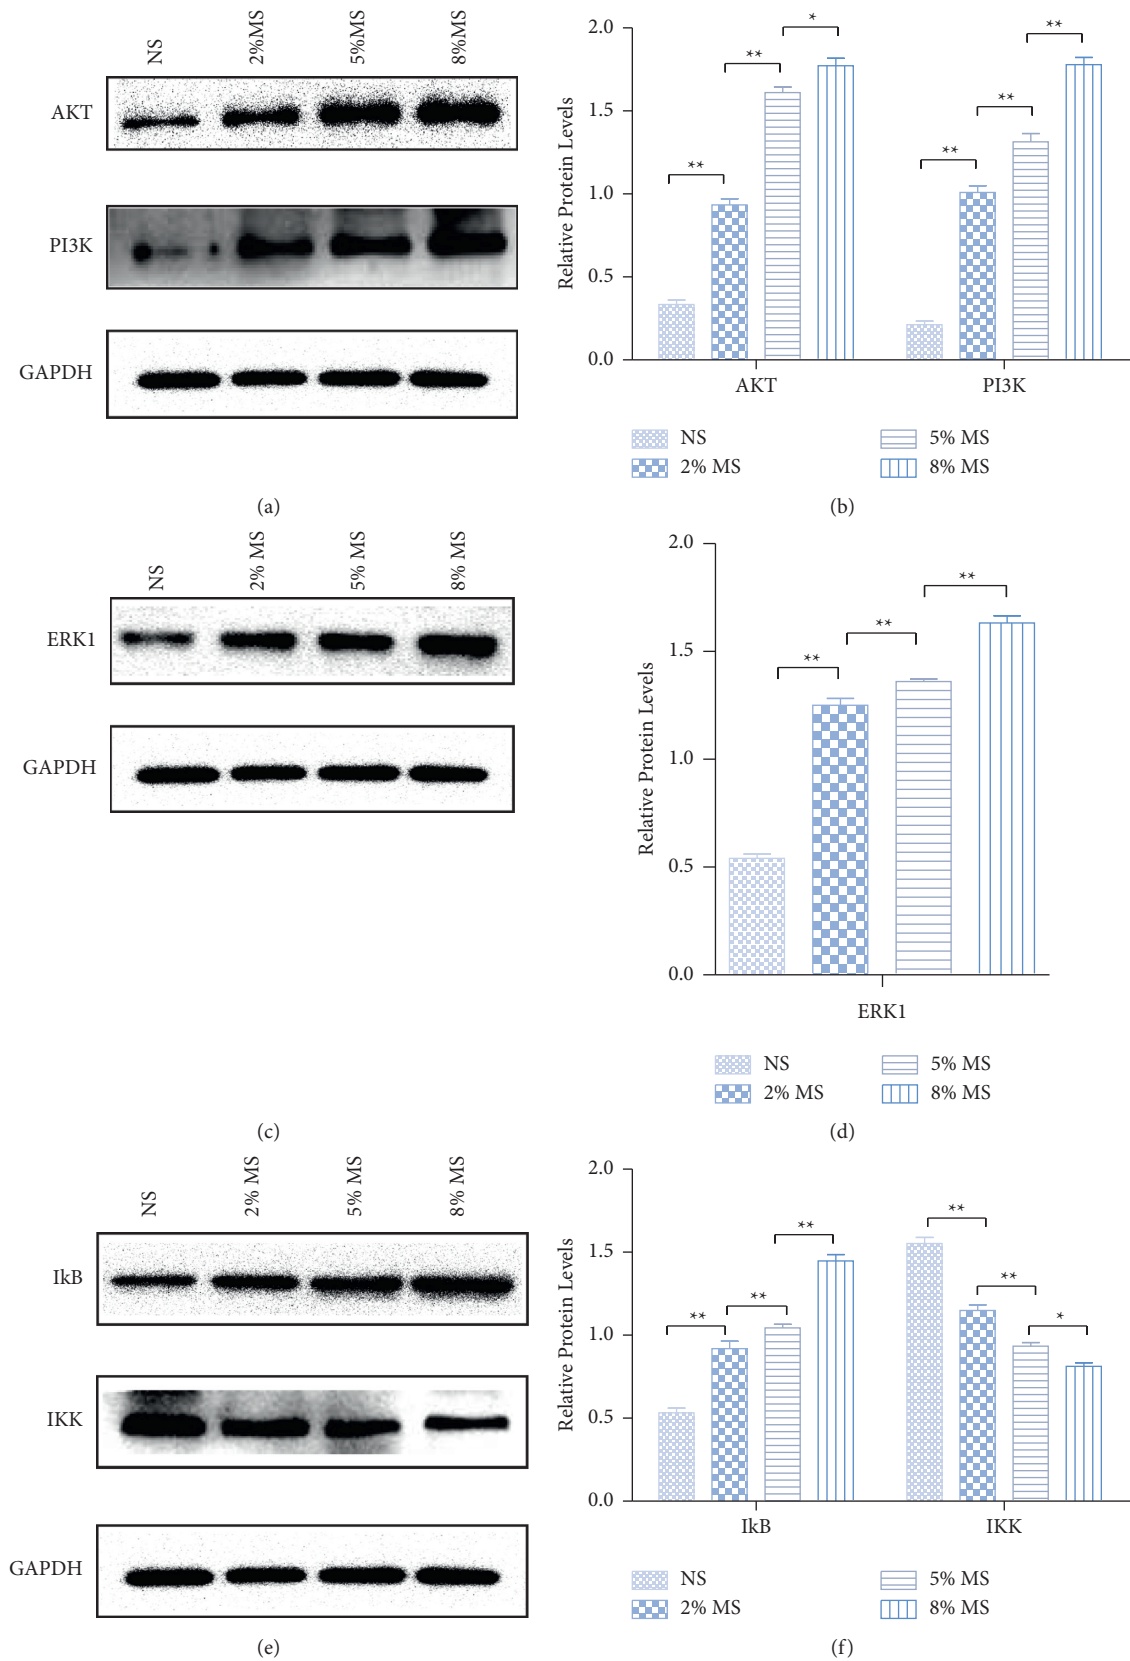 NS
2%MS
5%MS
8%MS
AKT
PI3K
GAPDH
(a)
Relative Protein Levels
2.0
1.5
1.0
0.5
0.0
**
**
*
**
**
**
AKT
PI3K
NS
2% MS
5% MS
8% MS
(b)
NS
2% MS
5% MS
8% MS
ERK1
GAPDH
(c)
Relative Protein Levels
2.0
1.5
1.0
0.5
0.0
**
**
**
ERK1
NS
2% MS
5% MS
8% MS
(d)
NS
2% MS
5% MS
8% MS
IkB
IKK
GAPDH
(e)
Relative Protein Levels
2.0
1.5
1.0
0.5
0.0
**
**
**
**
**
*
IkB
IKK
NS
2% MS
5% MS
8% MS
(f)